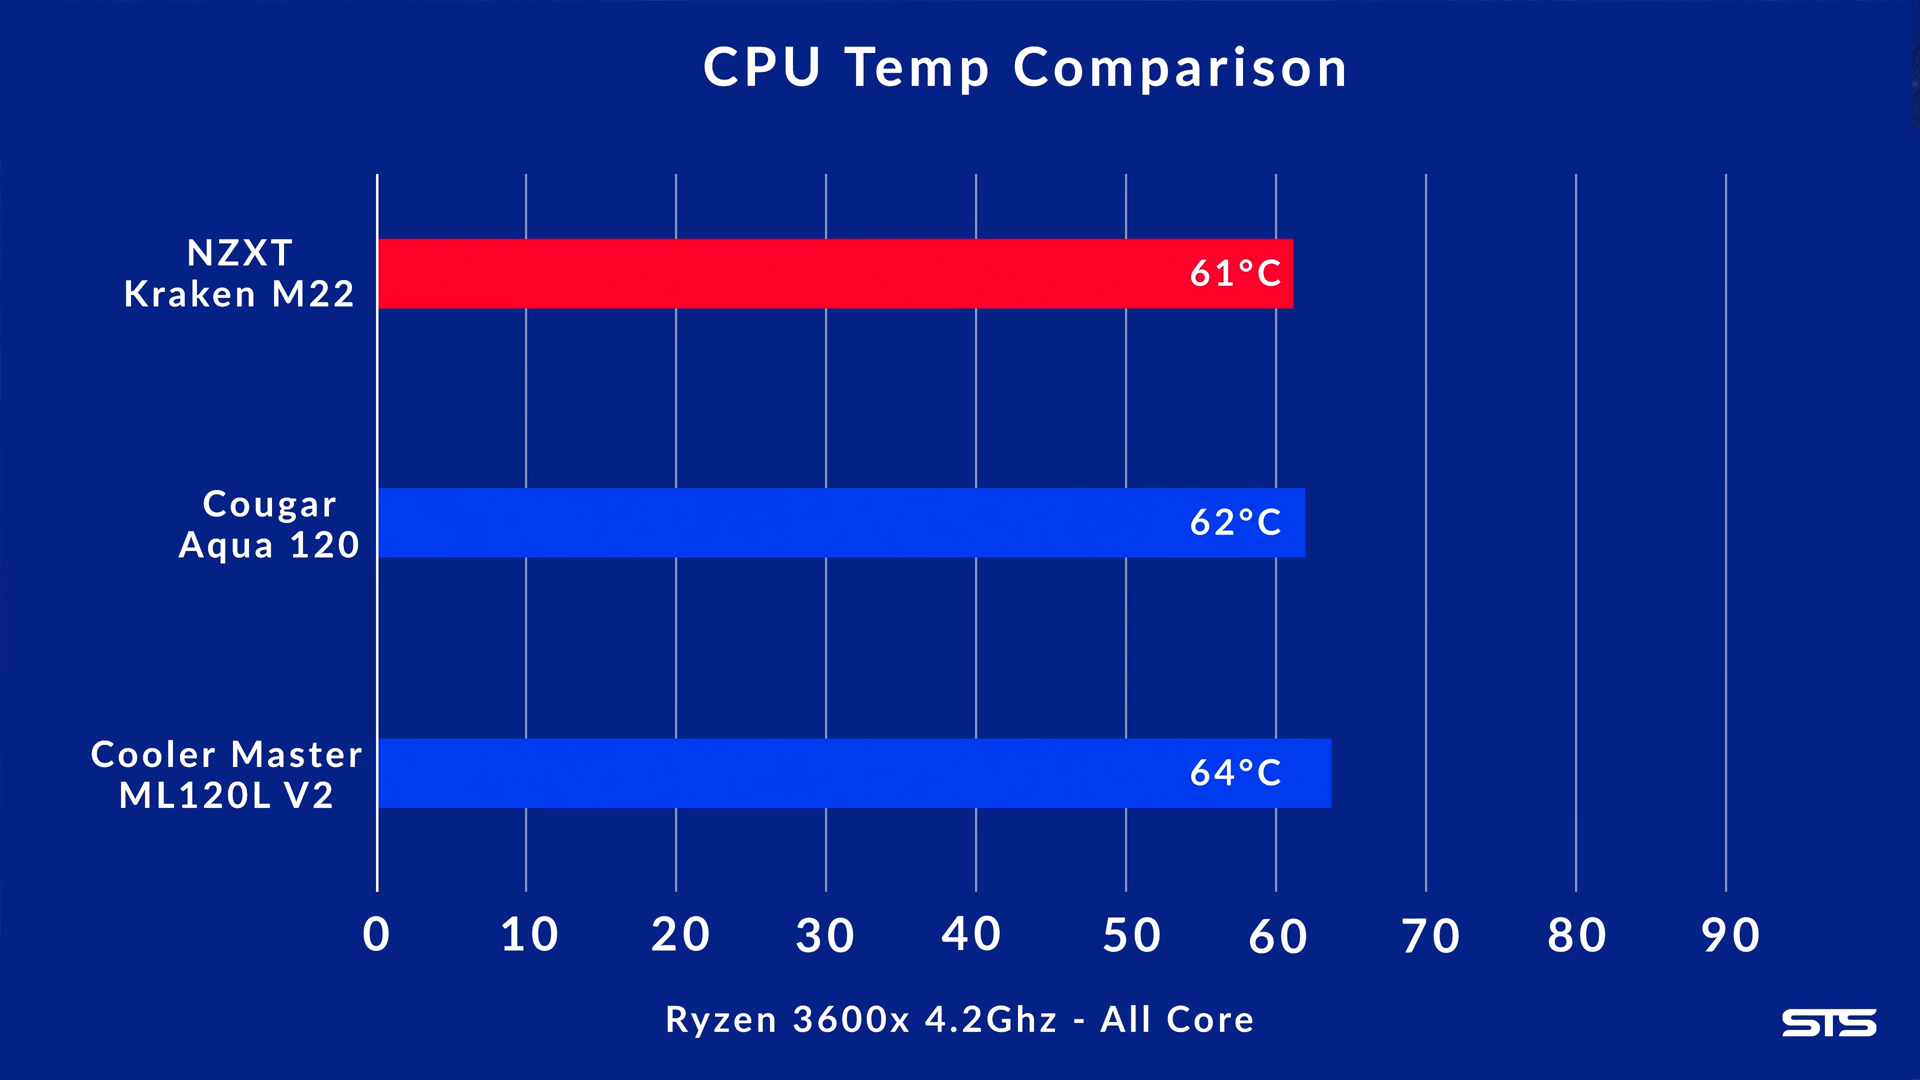 CPU Temp Comparison
NZXT
Kraken M22
61°C
Cougar
Aqua 120
62°C
Cooler Master
ML120L V2
64°C
0 10 20 30 40 50 60 70 80 90
Ryzen 3600x 4.2Ghz - All Core
STS